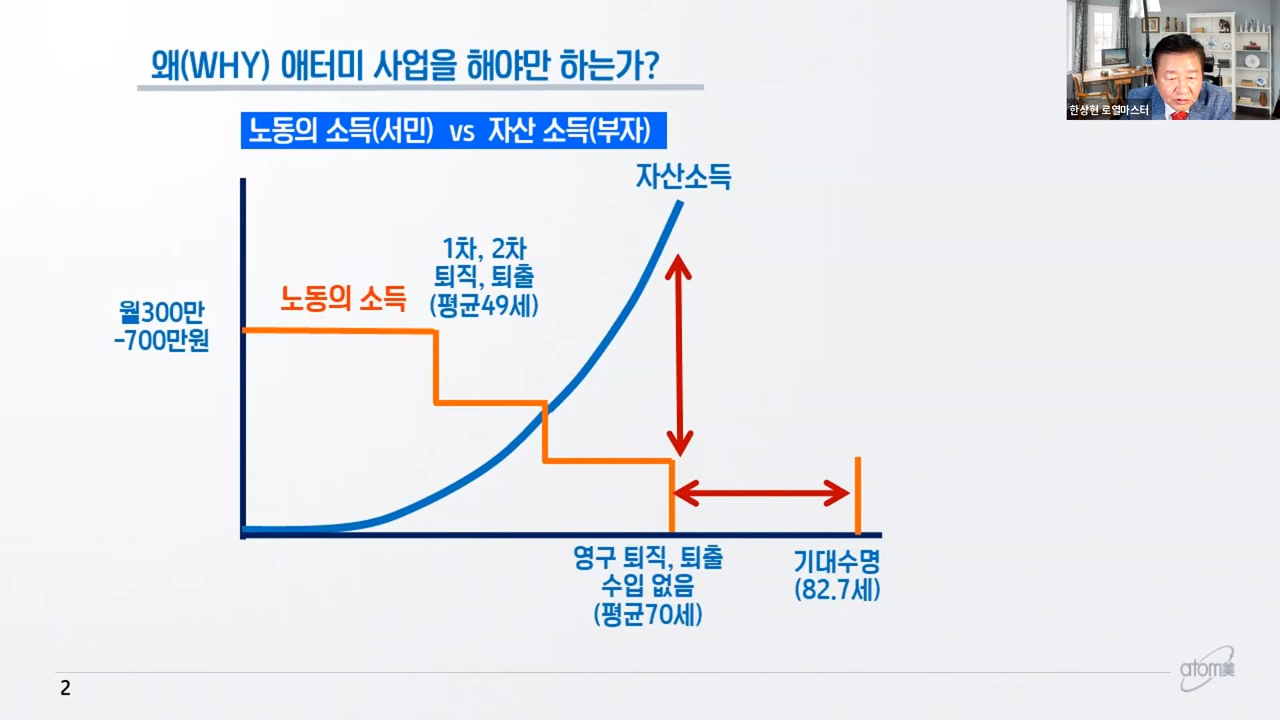 왜(WHY) 애터미 사업을 해야만 하는가?
한상현 로열마스터
노동의 소득(서민) vs 자산 소득(부자)
자산소득
1차, 2차
퇴직, 퇴출
(평균49세)
노동의 소득
월300만
-700만원
영구 퇴직, 퇴출
수입 없음
(평균70세)
기대수명
(82.7세)
2
atom美